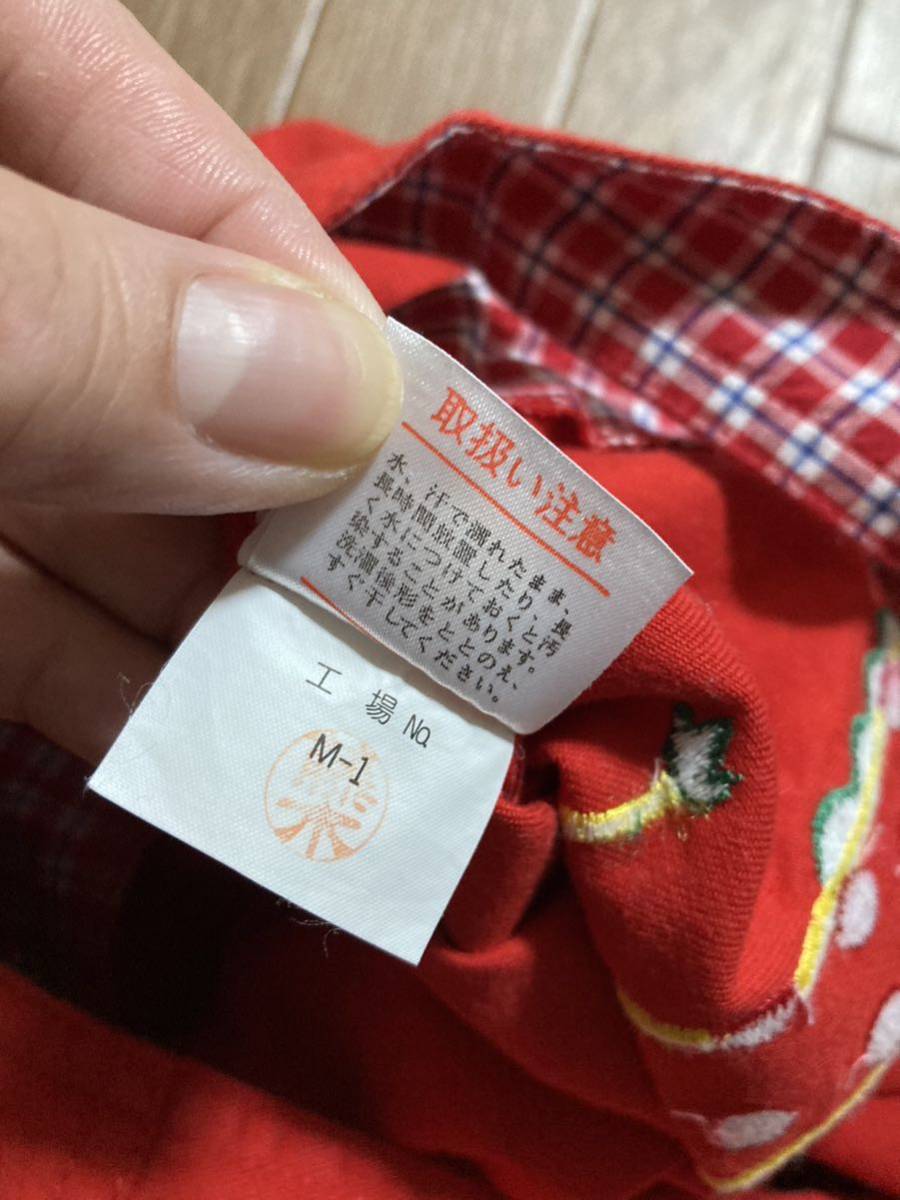 取扱い注意
水、汗で濡れたまま、
長時間放置したり、長
く水につけておくと汚
染することがあります。
洗濯後形をととのえ、
すぐ干してください。
工場 No.
M-1